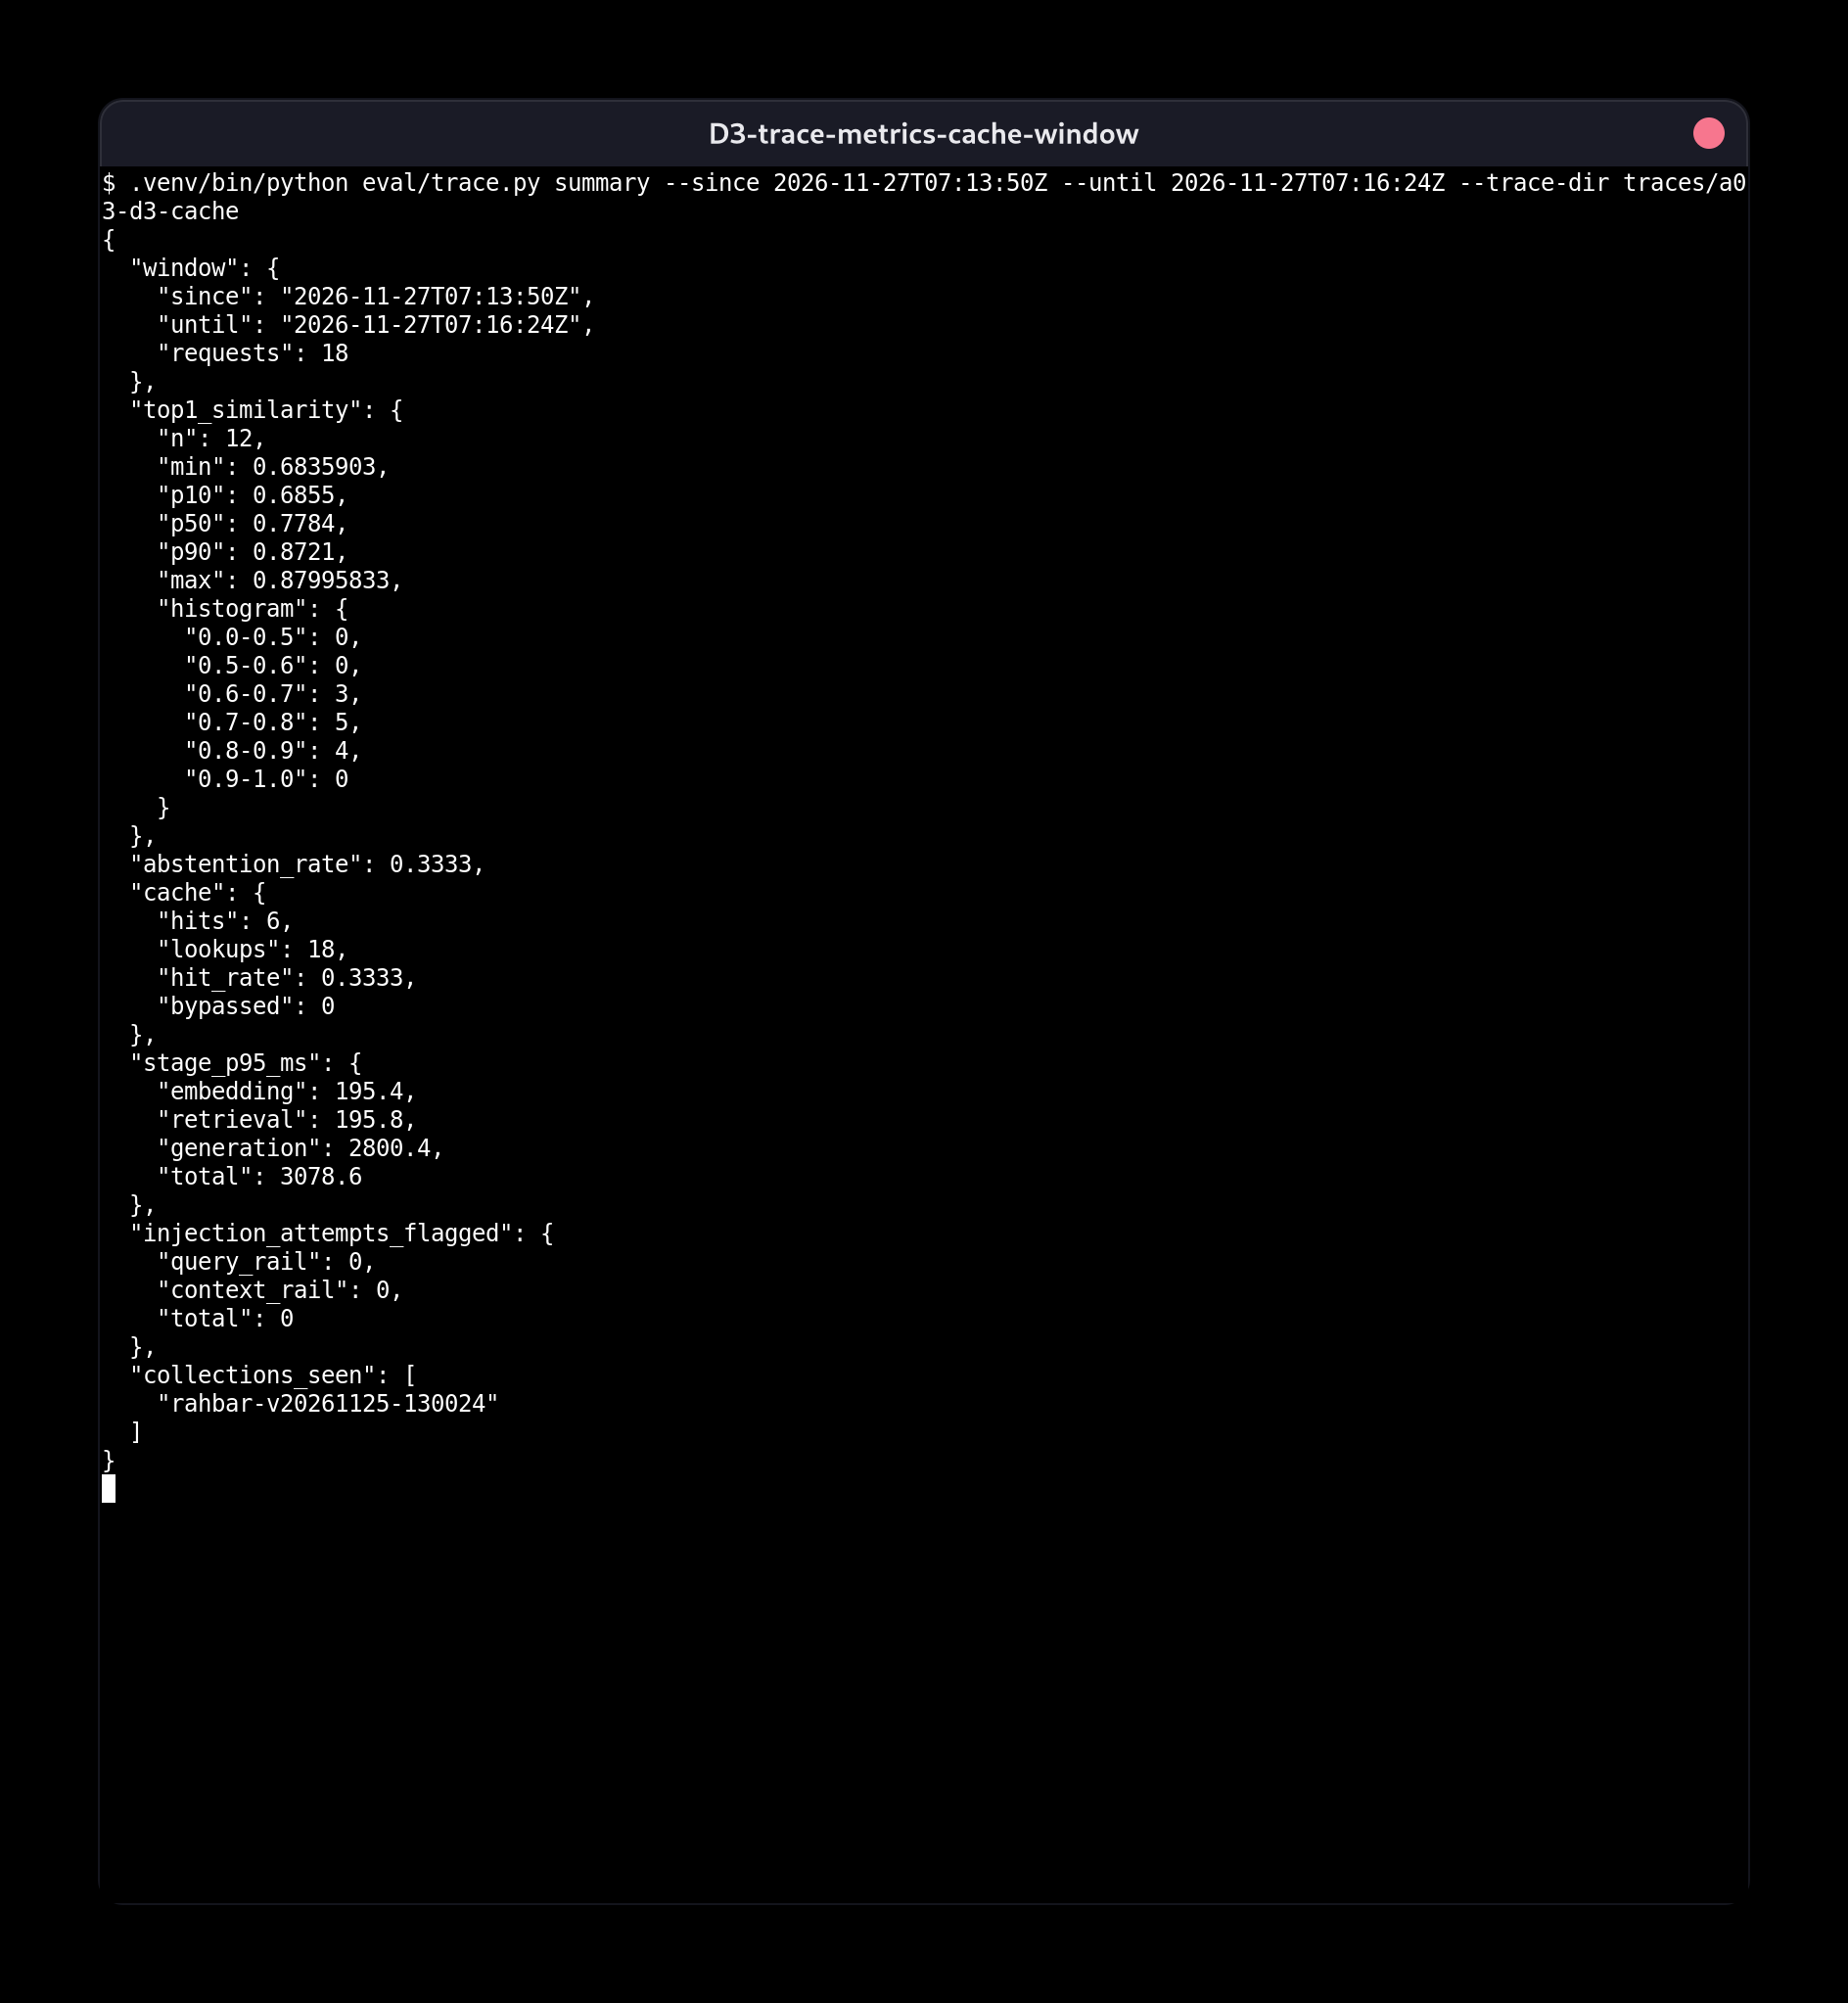 D3-trace-metrics-cache-window
$ .venv/bin/python eval/trace.py summary --since 2026-11-27T07:13:50Z --until 2026-11-27T07:16:24Z --trace-dir traces/a0
3-d3-cache
{
  "window": {
    "since": "2026-11-27T07:13:50Z",
    "until": "2026-11-27T07:16:24Z",
    "requests": 18
  },
  "top1_similarity": {
    "n": 12,
    "min": 0.6835903,
    "p10": 0.6855,
    "p50": 0.7784,
    "p90": 0.8721,
    "max": 0.87995833,
    "histogram": {
      "0.0-0.5": 0,
      "0.5-0.6": 0,
      "0.6-0.7": 3,
      "0.7-0.8": 5,
      "0.8-0.9": 4,
      "0.9-1.0": 0
    }
  },
  "abstention_rate": 0.3333,
  "cache": {
    "hits": 6,
    "lookups": 18,
    "hit_rate": 0.3333,
    "bypassed": 0
  },
  "stage_p95_ms": {
    "embedding": 195.4,
    "retrieval": 195.8,
    "generation": 2800.4,
    "total": 3078.6
  },
  "injection_attempts_flagged": {
    "query_rail": 0,
    "context_rail": 0,
    "total": 0
  },
  "collections_seen": [
    "rahbar-v20261125-130024"
  ]
}